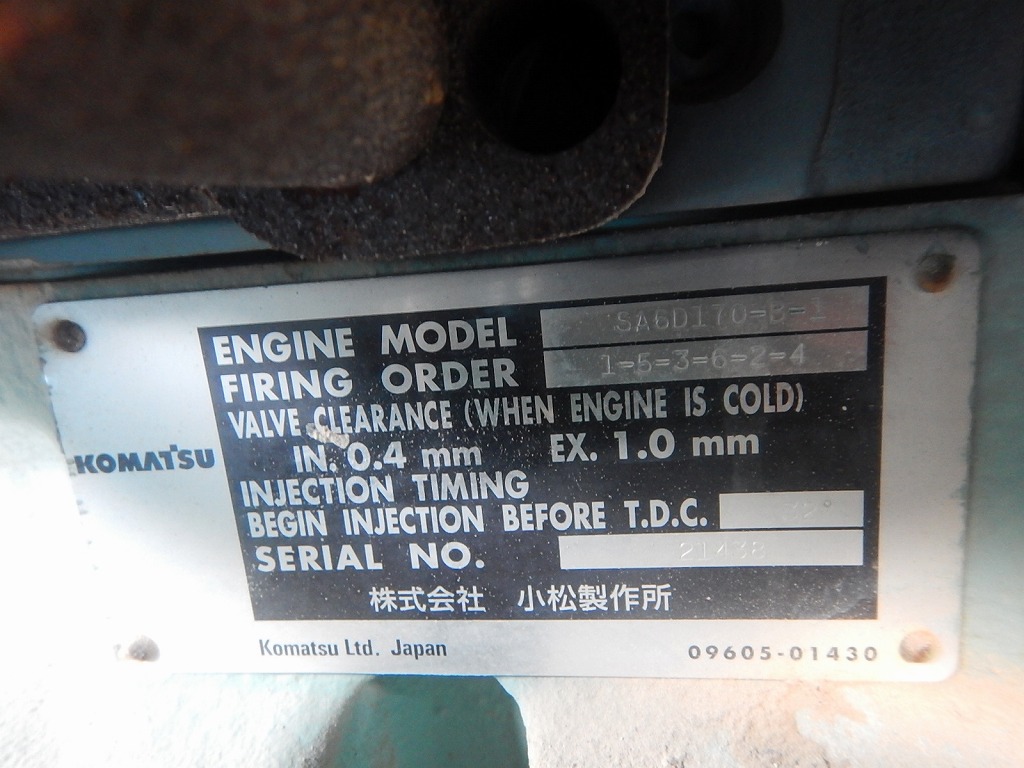 ENGINE MODEL SA6D170=B=1
FIRING ORDER 1=5=3=6=2=4
VALVE CLEARANCE (WHEN ENGINE IS COLD)
IN. 0.4 mm EX. 1.0 mm
KOMATSU
INJECTION TIMING
BEGIN INJECTION BEFORE T.D.C.
SERIAL NO. 21438
株式会社 小松製作所
Komatsu Ltd. Japan 09605-01430